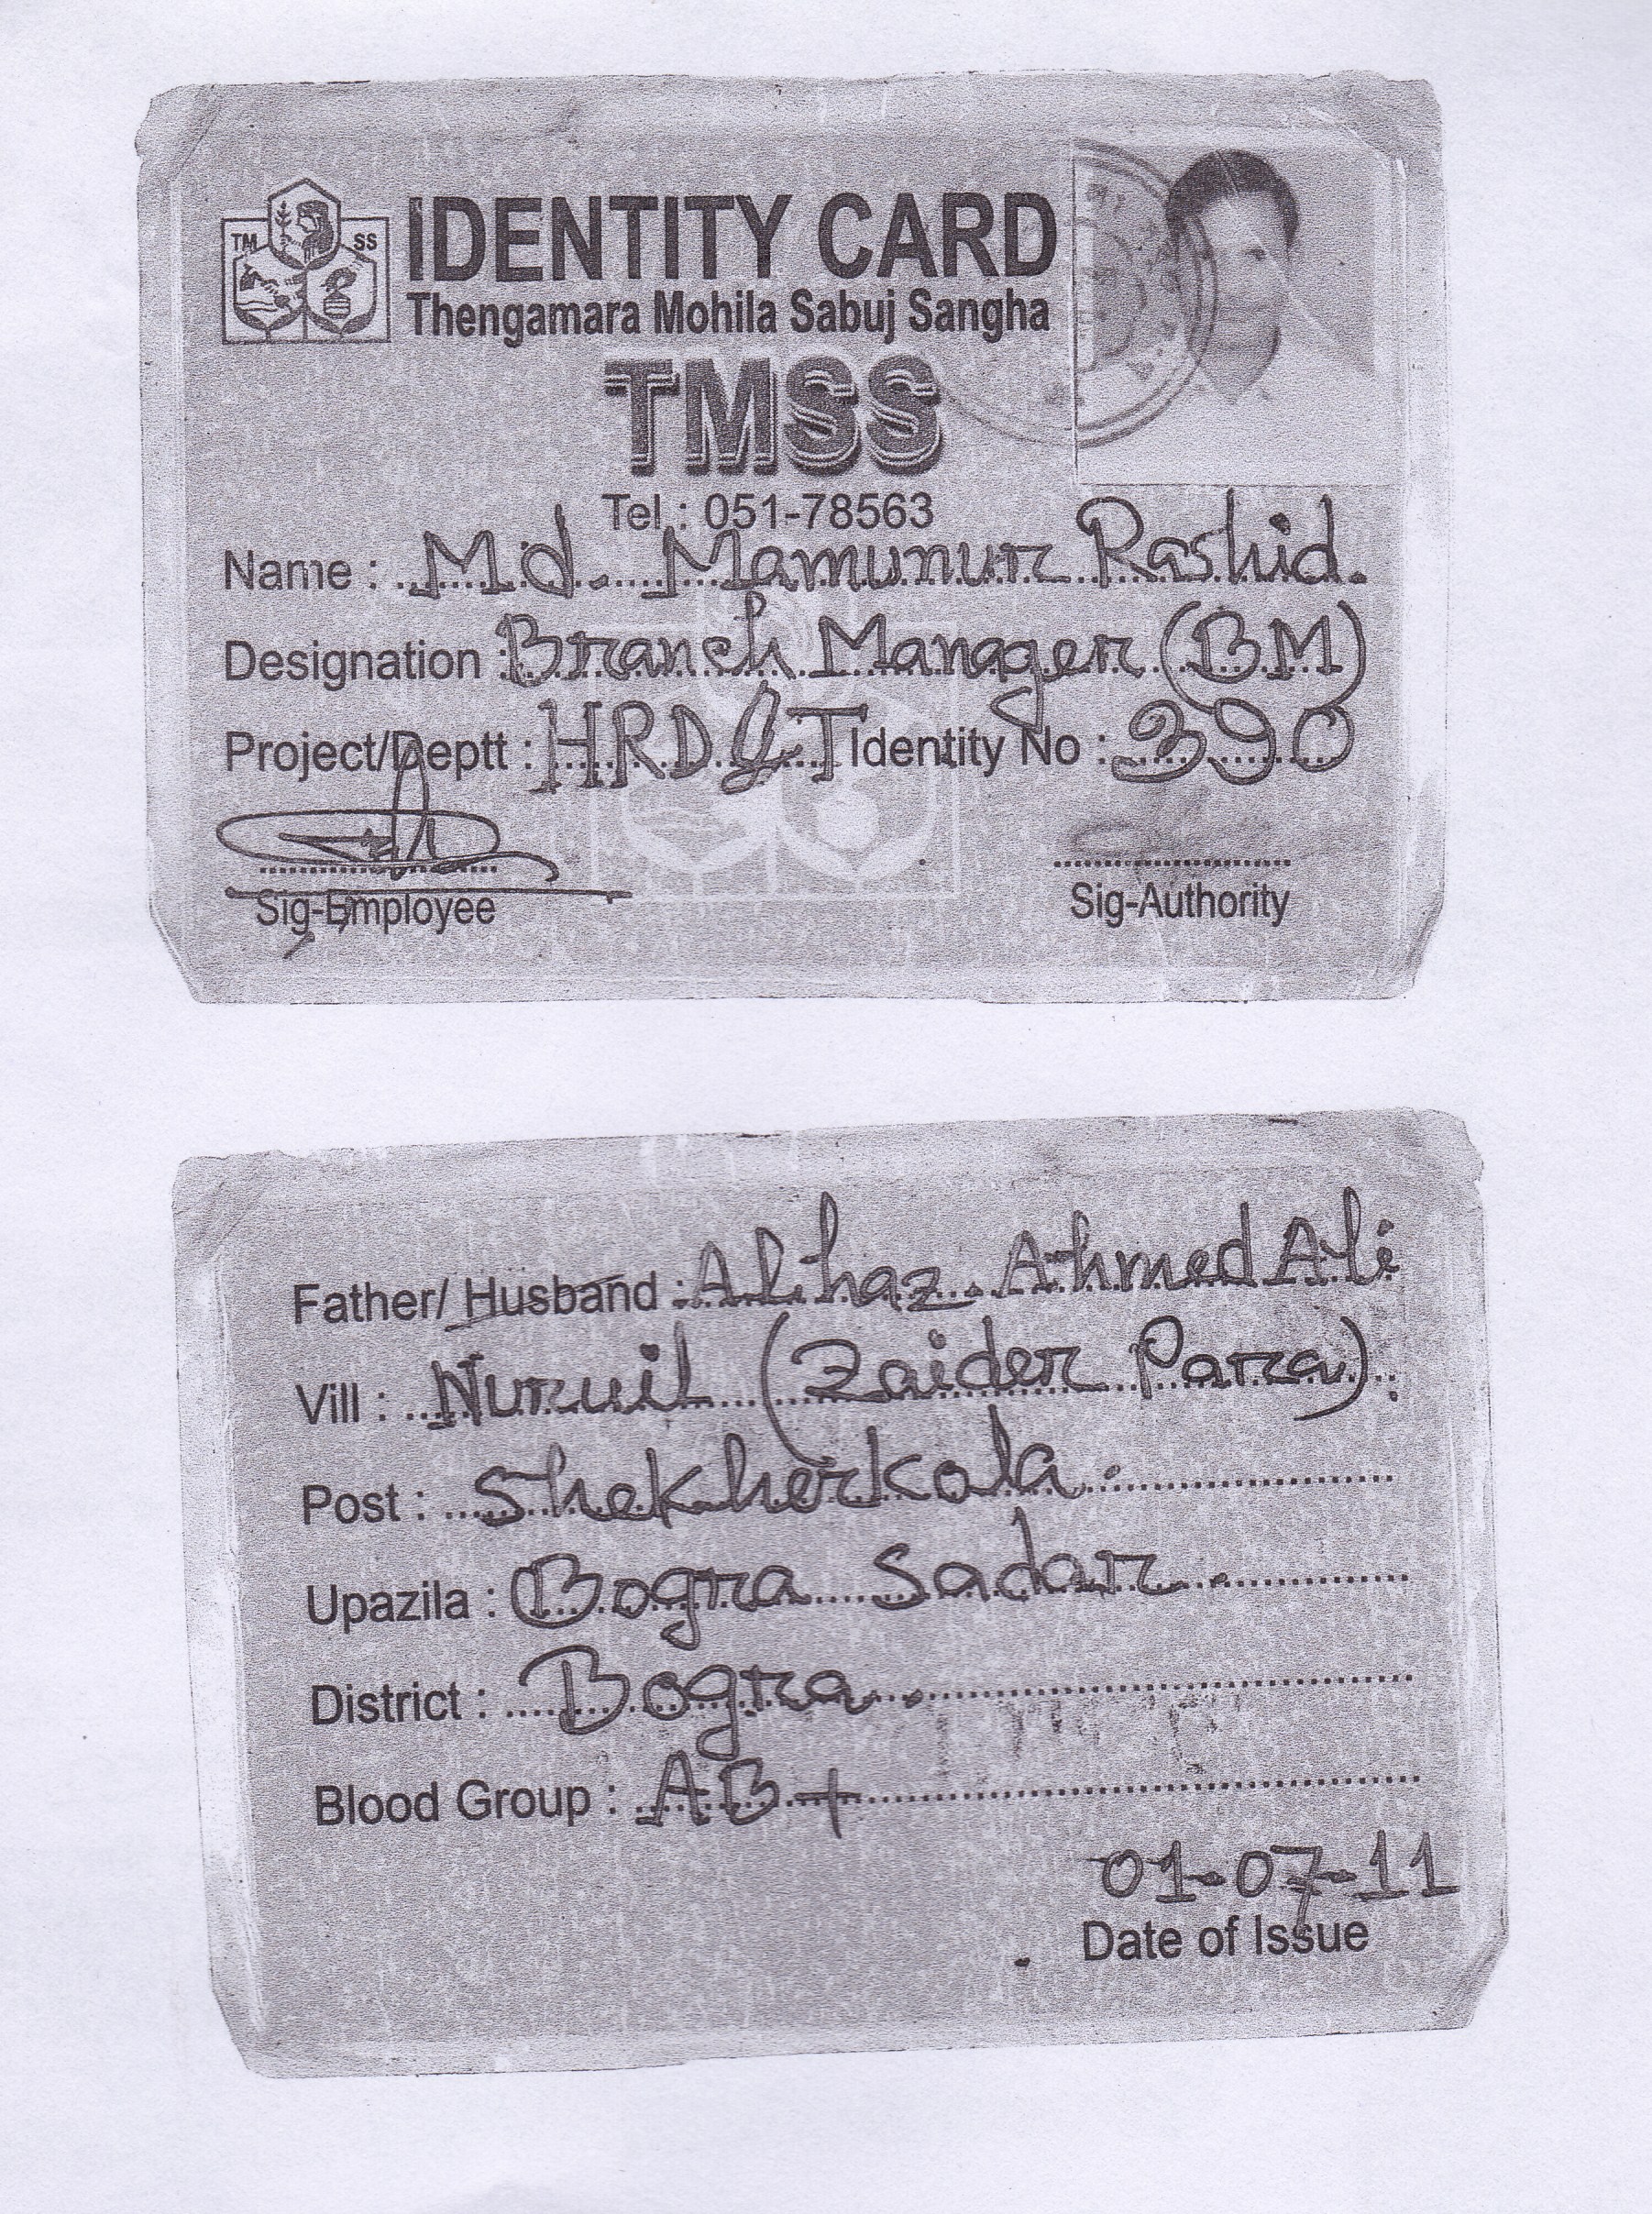 TM SS
IDENTITY CARD
Thengamara Mohila Sabuj Sangha
TMSS
Tel : 051-78563
Name : Md. Mamunur Rashid.
Designation : Branch Manager (BM)
Project/Deptt : HRD & T Identity No : 390
Sig-Employee Sig-Authority
Father/ Husband : Alhaz. Ahmed Ali
Vill : Nuruil (Zaider Para).
Post : Shekherkola.
Upazila : Bogra Sadar.
District : Bogra.
Blood Group : AB+
01-07-11
Date of Issue